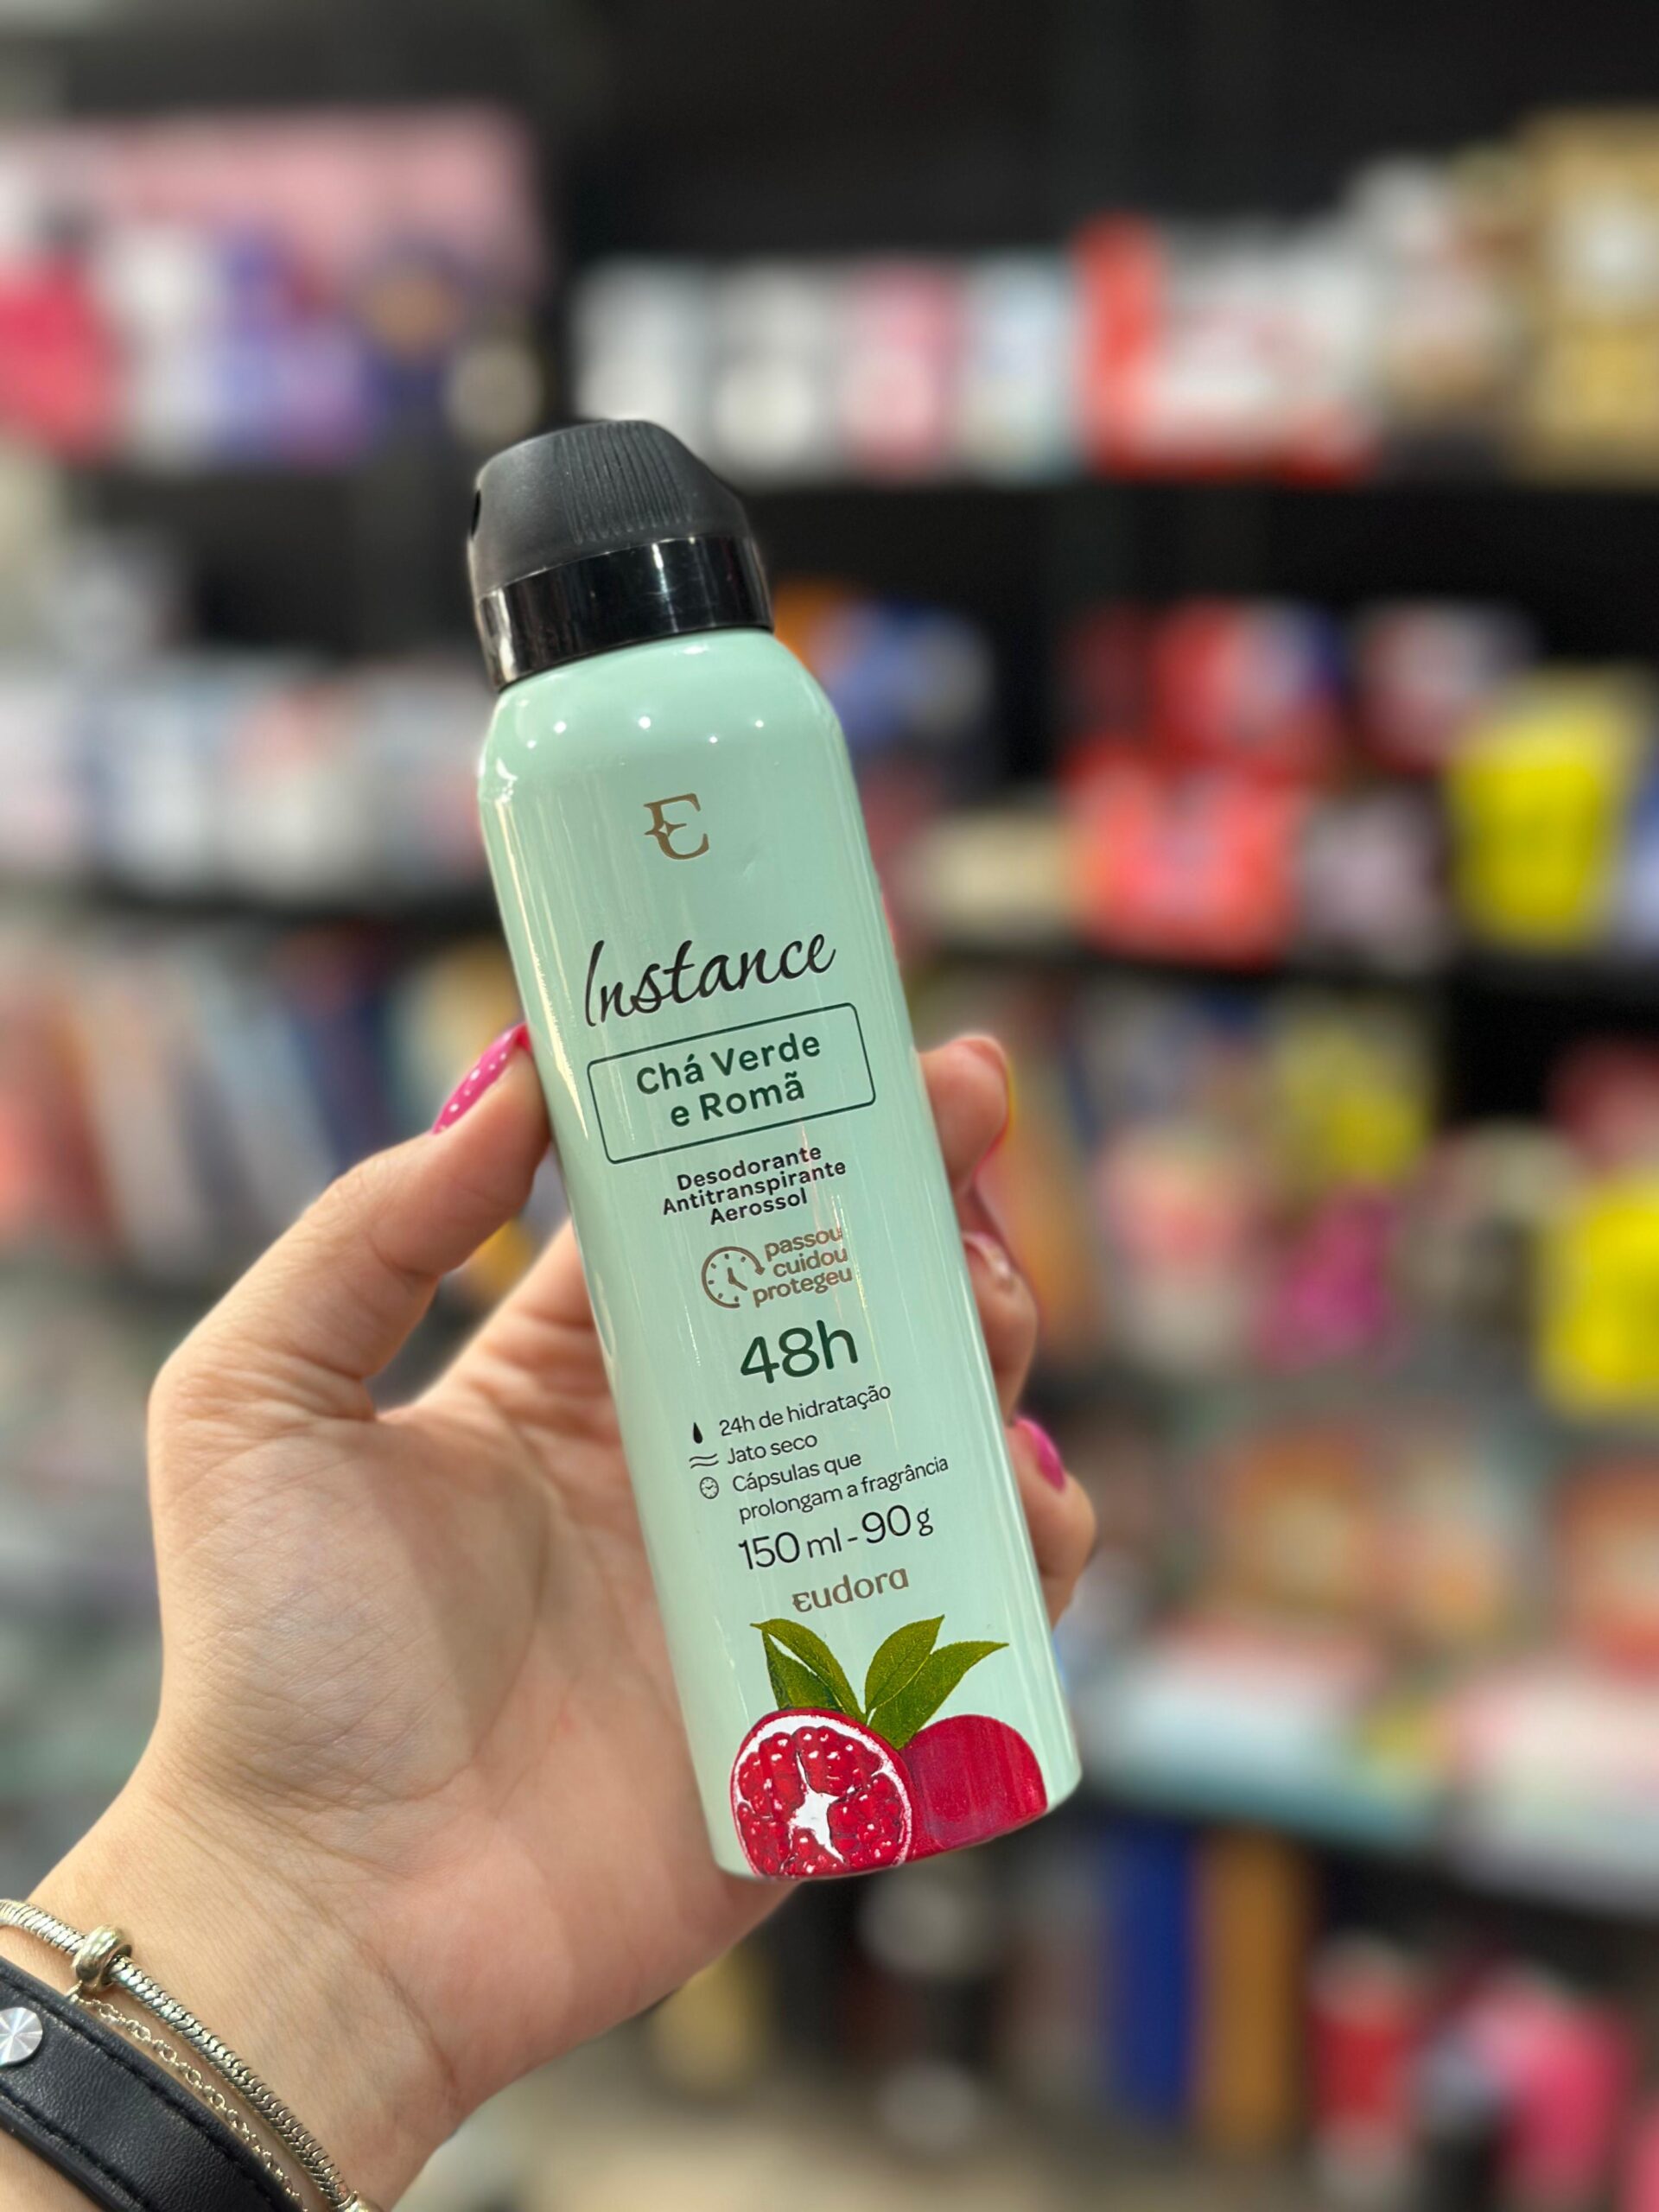 E
Instance
Chá Verde
e Romã
Desodorante
Antitranspirante
Aerossol
passou
cuidou
protegeu
48h
24h de hidratação
Jato seco
Cápsulas que
prolongam a fragrância
150 ml - 90 g
eudora